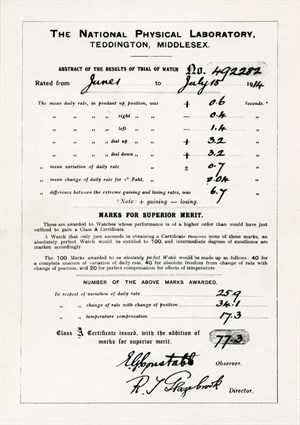 THE NATIONAL PHYSICAL LABORATORY,
TEDDINGTON, MIDDLESEX.
ABSTRACT OF THE RESULTS OF TRIAL OF WATCH No. 492282
Rated from June 1 to July 15 1914
The mean daily rate, in pendant up position, was + 0.6 Seconds.*
„ „ „ „ right „ — 0.4 „
„ „ „ „ left „ — 1.4 „
„ „ „ „ dial up „ + 3.2 „
„ „ „ „ dial down „ + 3.2 „
„ mean variation of daily rate ± 0.7 „
„ mean change of daily rate for 1° Faht. 0.04 „
„ difference between the extreme gaining and losing rates, was 6.7 „
*Note: + gaining — losing.
MARKS FOR SUPERIOR MERIT.
These are awarded to Watches whose performance is of a higher order than would have just
sufficed to gain a Class A Certificate.
A Watch that only just succeeds in obtaining a Certificate receives none of these marks, an
absolutely perfect Watch would be entitled to 100, and intermediate degrees of excellence are
marked accordingly.
The 100 Marks awarded to an absolutely perfect Watch would be made up as follows: 40 for
a complete absence of variation of daily rate, 40 for absolute freedom from change of rate with
change of position, and 20 for perfect compensation for effects of temperature
NUMBER OF THE ABOVE MARKS AWARDED.
In respect of variation of daily rate 25.9
„ „ change of rate with change of position 34.1
„ „ temperature compensation 17.3
Class A Certificate issued, with the addition of
marks for superior merit. 77.3
E G Constable Observer.
R. T. Glazebrook Director.